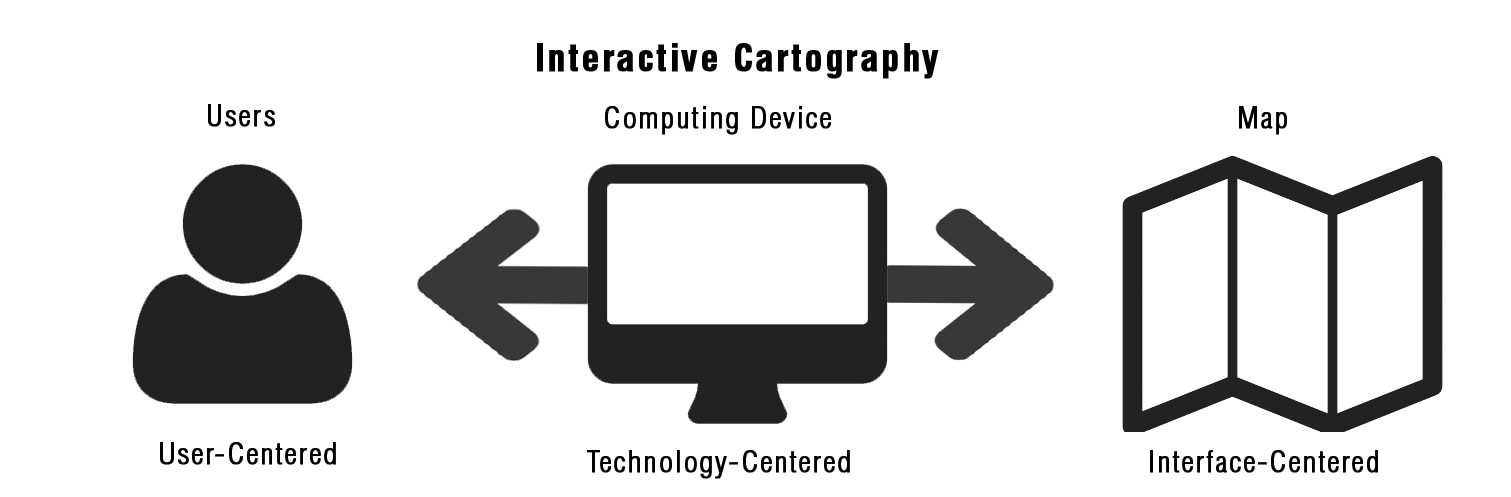 Interactive Cartography
Users
Computing Device
Map
User-Centered
Technology-Centered
Interface-Centered